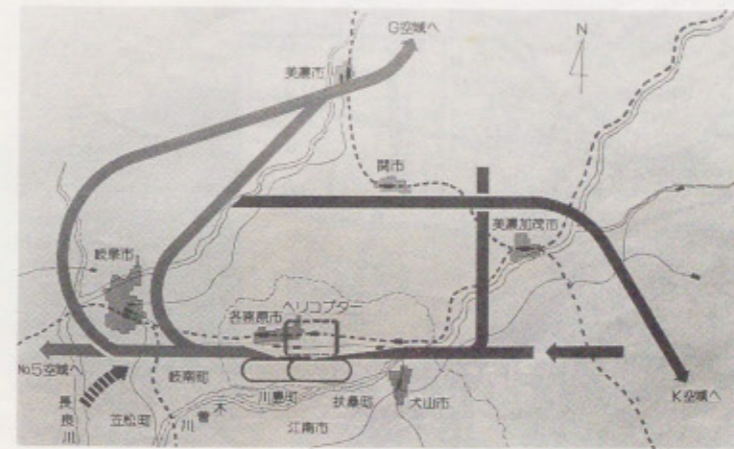 G空域へ
N
美濃市
関市
美濃加茂市
岐阜市
ヘリコプター
各務原市
No5空域へ
岐南町
川島町
扶桑町
犬山市
K空域へ
長良川
笠松町
木曽川
江南市